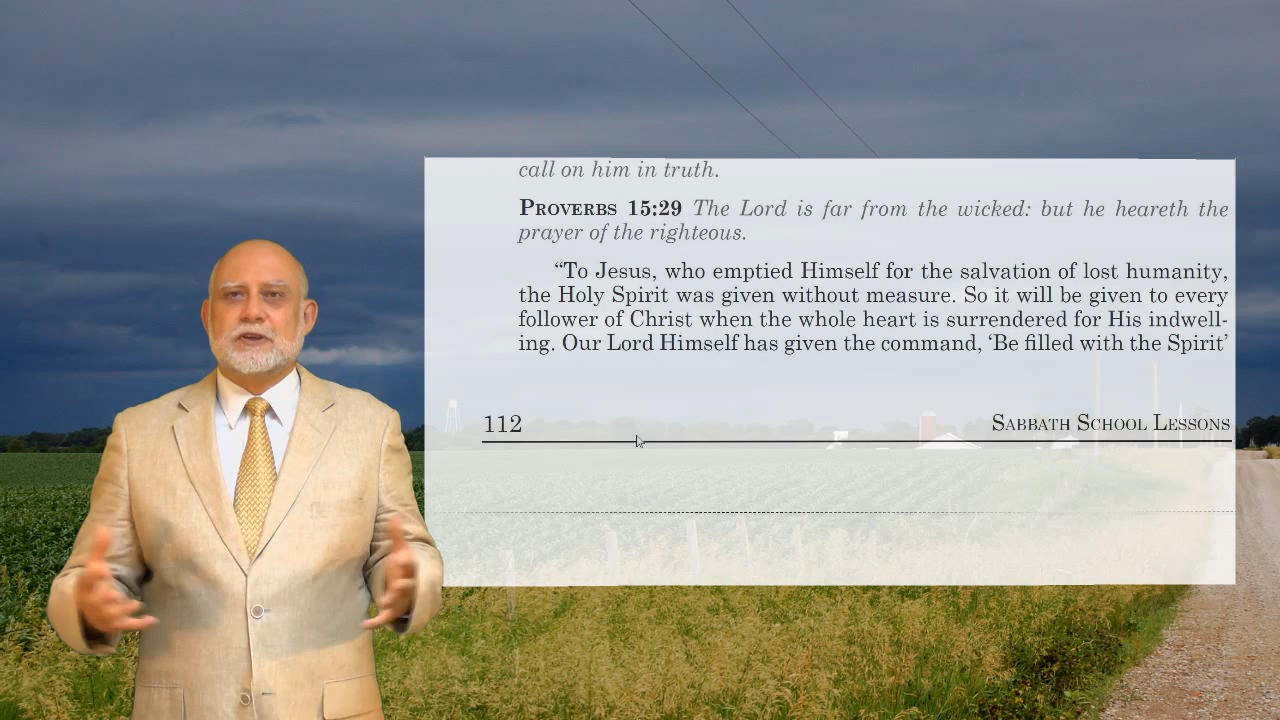 call on him in truth.
PROVERBS 15:29 The Lord is far from the wicked: but he heareth the
prayer of the righteous.
“To Jesus, who emptied Himself for the salvation of lost humanity,
the Holy Spirit was given without measure. So it will be given to every
follower of Christ when the whole heart is surrendered for His indwell-
ing. Our Lord Himself has given the command, ‘Be filled with the Spirit’
112
SABBATH SCHOOL LESSONS